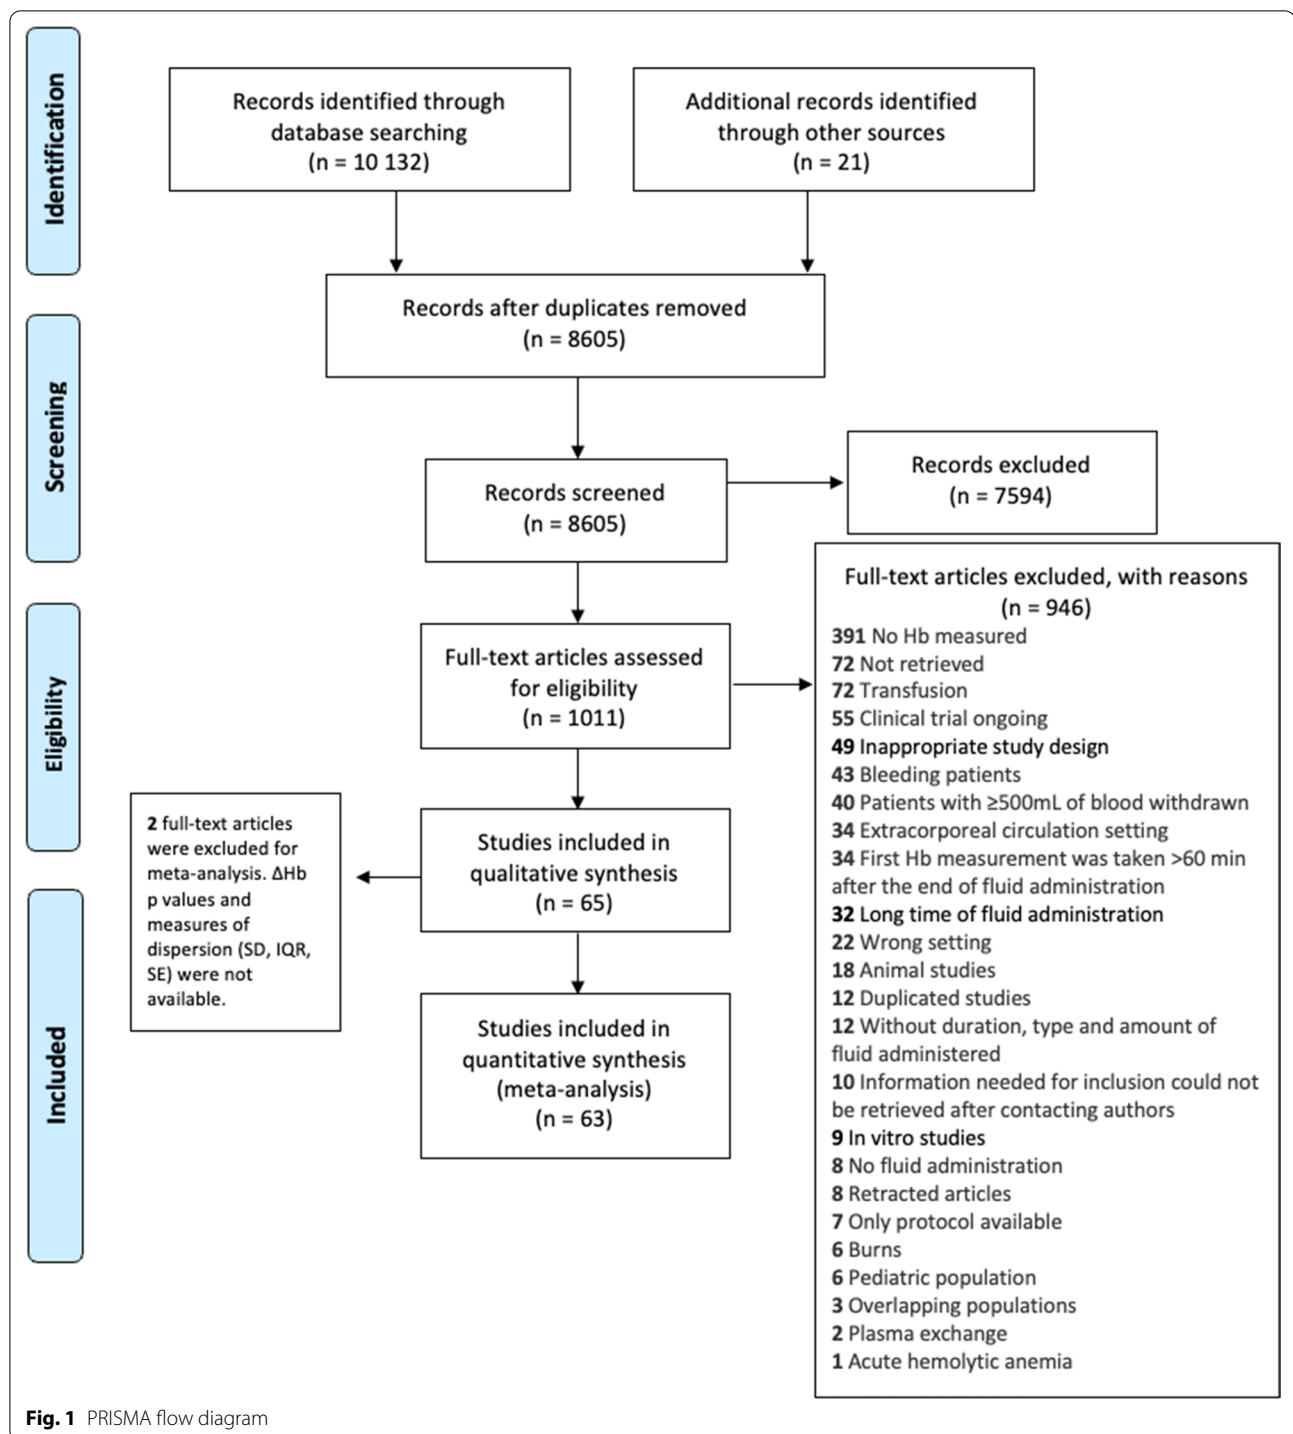 Identification
Records identified through
database searching
(n = 10 132)
Additional records identified
through other sources
(n = 21)
Records after duplicates removed
(n = 8605)
Screening
Records screened
(n = 8605)
Records excluded
(n = 7594)
Eligibility
Full-text articles assessed
for eligibility
(n = 1011)
Full-text articles excluded, with reasons
(n = 946)
391 No Hb measured
72 Not retrieved
72 Transfusion
55 Clinical trial ongoing
49 Inappropriate study design
43 Bleeding patients
40 Patients with ≥500mL of blood withdrawn
34 Extracorporeal circulation setting
34 First Hb measurement was taken >60 min
after the end of fluid administration
32 Long time of fluid administration
22 Wrong setting
18 Animal studies
12 Duplicated studies
12 Without duration, type and amount of
fluid administered
10 Information needed for inclusion could not
be retrieved after contacting authors
9 In vitro studies
8 No fluid administration
8 Retracted articles
7 Only protocol available
6 Burns
6 Pediatric population
3 Overlapping populations
2 Plasma exchange
1 Acute hemolytic anemia
Studies included in
qualitative synthesis
(n = 65)
2 full-text articles
were excluded for
meta-analysis. ΔHb
p values and
measures of
dispersion (SD, IQR,
SE) were not
available.
Included
Studies included in
quantitative synthesis
(meta-analysis)
(n = 63)
Fig. 1 PRISMA flow diagram